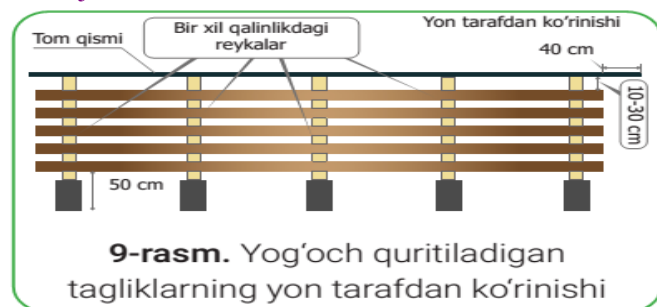 Yon tarafdan ko‘rinishi
Tom qismi
Bir xil qalinlikdagi
reykalar
40 cm
10-30 cm
50 cm
9-rasm. Yog‘och quritiladigan
tagliklarning yon tarafdan ko‘rinishi